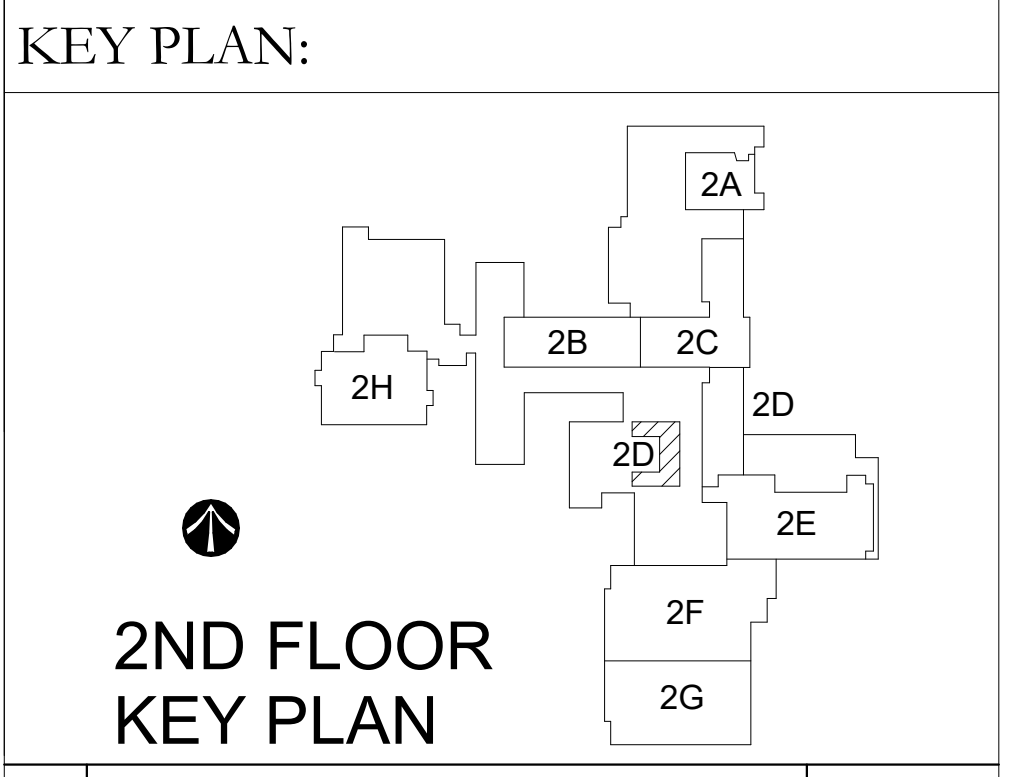 KEY PLAN:
2A
2B
2C
2H
2D
2D
2E
2F
2G
2ND FLOOR
KEY PLAN